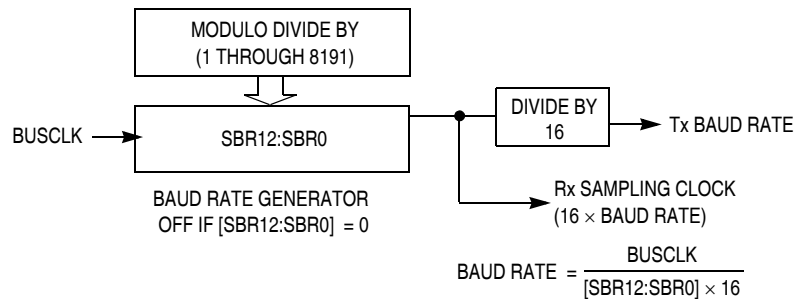 MODULO DIVIDE BY
(1 THROUGH 8191)
BUSCLK
SBR12:SBR0
DIVIDE BY
16
Tx BAUD RATE
BAUD RATE GENERATOR
OFF IF [SBR12:SBR0] = 0
Rx SAMPLING CLOCK
(16 × BAUD RATE)
BAUD RATE =
BUSCLK
[SBR12:SBR0] × 16